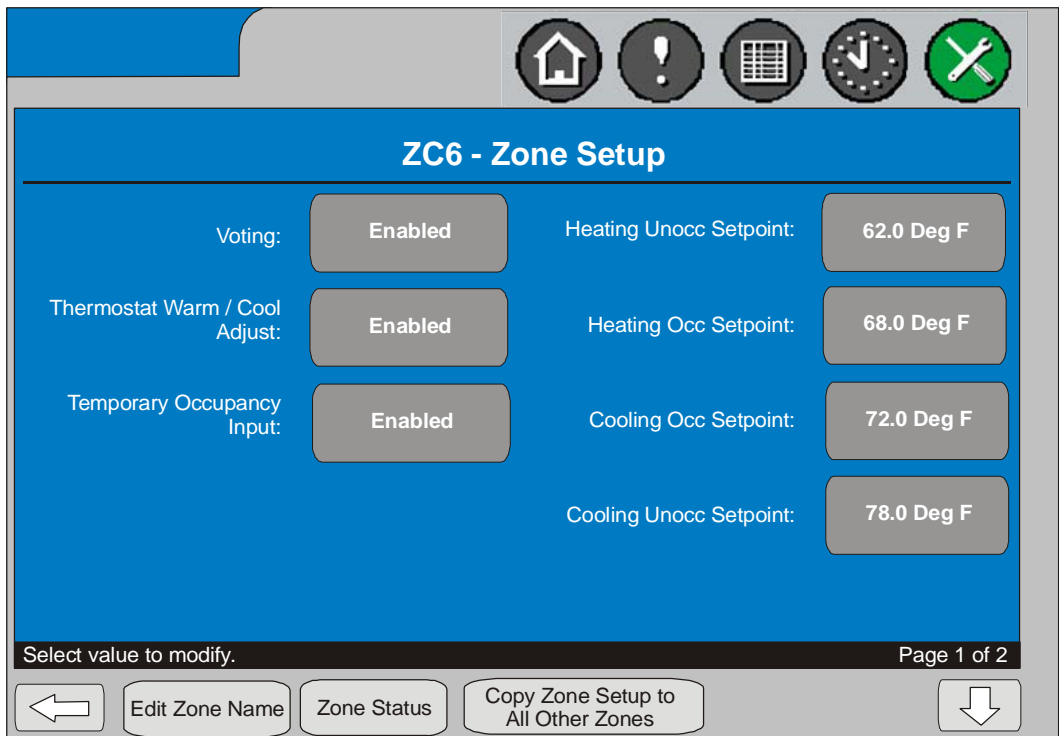 ZC6 - Zone Setup
Voting:
Enabled
Heating Unocc Setpoint:
62.0 Deg F
Thermostat Warm / Cool
Adjust:
Enabled
Heating Occ Setpoint:
68.0 Deg F
Temporary Occupancy
Input:
Enabled
Cooling Occ Setpoint:
72.0 Deg F
Cooling Unocc Setpoint:
78.0 Deg F
Select value to modify.
Page 1 of 2
Edit Zone Name
Zone Status
Copy Zone Setup to
All Other Zones